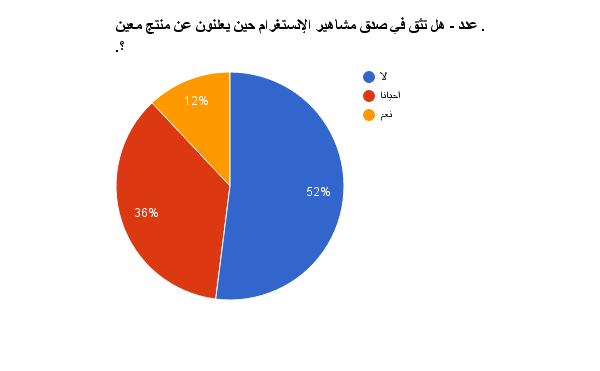 . عدد - هل تثق في صدق مشاهير الإنستغرام حين يعلنون عن منتج معين
؟.
لا
احيانا
نعم
12%
52%
36%